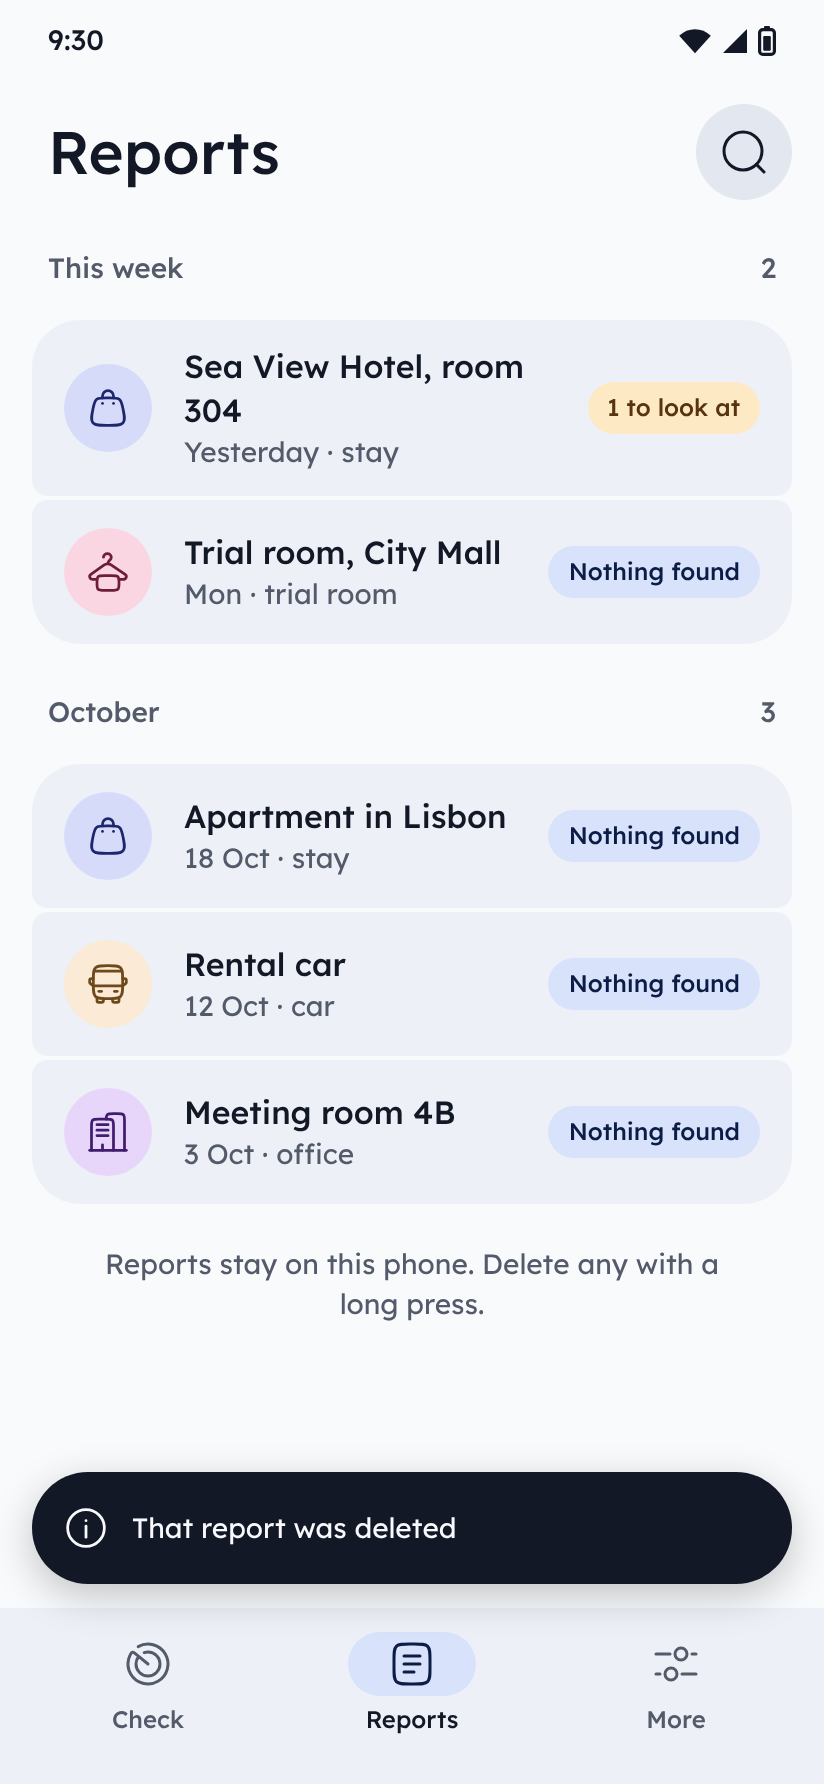 9:30
Reports
This week
2
Sea View Hotel, room
304
Yesterday · stay
1 to look at
Trial room, City Mall
Mon · trial room
Nothing found
October
3
Apartment in Lisbon
18 Oct · stay
Nothing found
Rental car
12 Oct · car
Nothing found
Meeting room 4B
3 Oct · office
Nothing found
Reports stay on this phone. Delete any with a
long press.
That report was deleted
Check
Reports
More